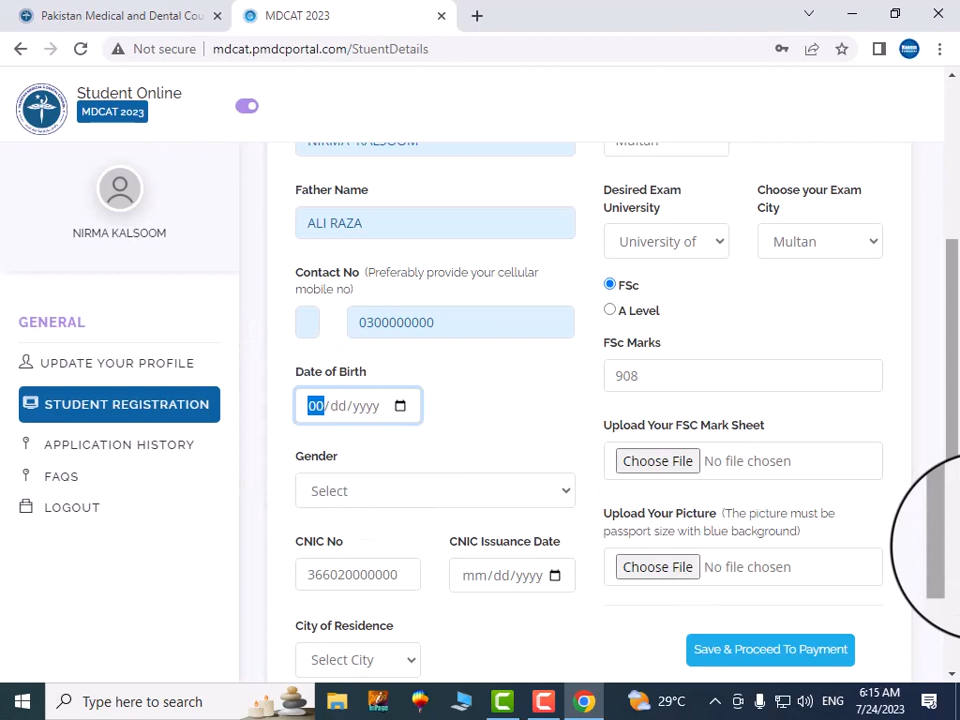 Pakistan Medical and Dental Cou
MDCAT 2023
Not secure
mdcat.pmdcportal.com/StuentDetails
Student Online
MDCAT 2023
NIRMA KALSOOM
GENERAL
UPDATE YOUR PROFILE
STUDENT REGISTRATION
APPLICATION HISTORY
FAQS
LOGOUT
NIRMA KALSOOM
Father Name
ALI RAZA
Contact No (Preferably provide your cellular
mobile no)
0300000000
Date of Birth
00/dd/yyyy
Gender
Select
CNIC No
366020000000
CNIC Issuance Date
mm/dd/yyyy
City of Residence
Select City
Multan
Desired Exam
University
University of
Choose your Exam
City
Multan
FSc
A Level
FSc Marks
908
Upload Your FSC Mark Sheet
Choose File No file chosen
Upload Your Picture (The picture must be
passport size with blue background)
Choose File No file chosen
Save & Proceed To Payment
Type here to search
29°C
ENG
6:15 AM
7/24/2023